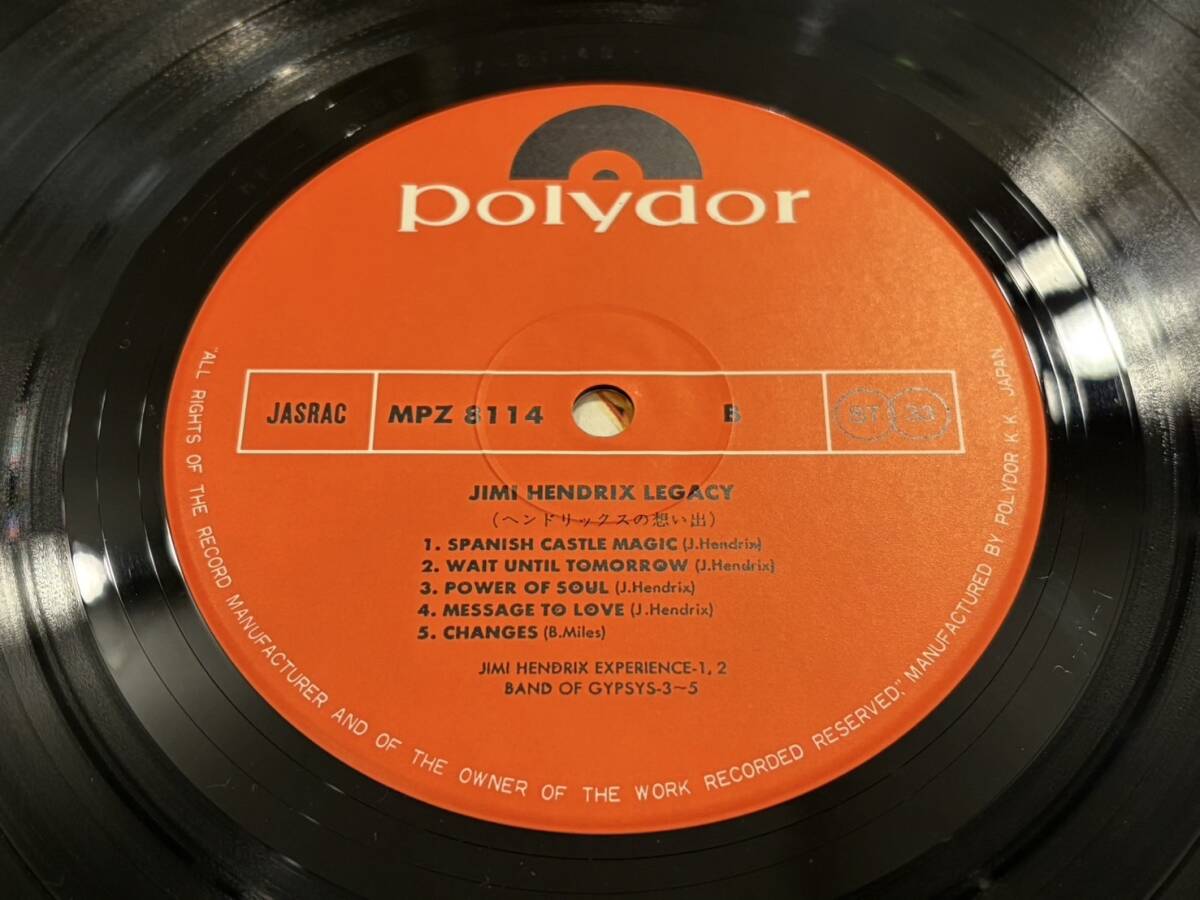 polydor
JASRAC MPZ 8114 B ST 33
JIMI HENDRIX LEGACY
(ヘンドリックスの想い出)
1. SPANISH CASTLE MAGIC (J.Hendrix)
2. WAIT UNTIL TOMORROW (J.Hendrix)
3. POWER OF SOUL (J.Hendrix)
4. MESSAGE TO LOVE (J.Hendrix)
5. CHANGES (B.Miles)
JIMI HENDRIX EXPERIENCE-1, 2
BAND OF GYPSYS-3~5
"ALL RIGHTS OF THE RECORD MANUFACTURER AND OF THE OWNER OF THE WORK RECORDED RESERVED," MANUFACTURED BY POLYDOR K.K. JAPAN